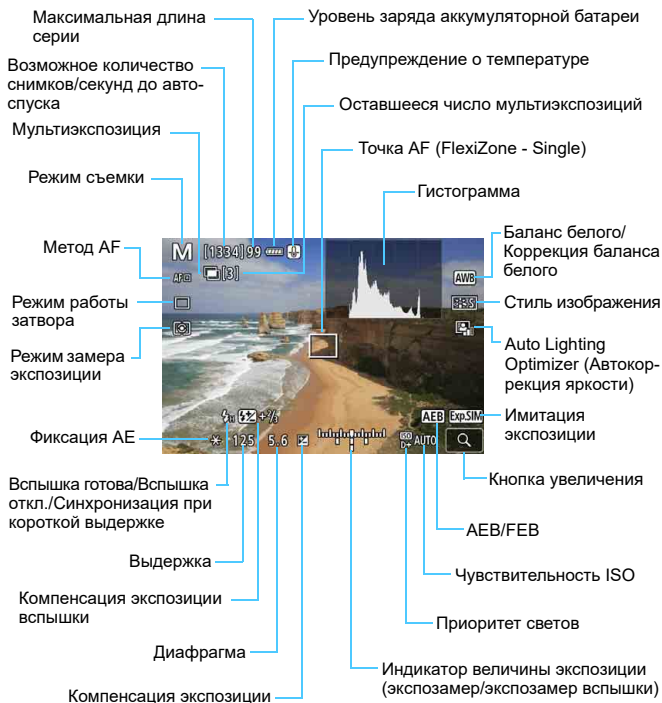 Максимальная длина
серии
Уровень заряда аккумуляторной батареи
Возможное количество
снимков/секунд до авто-
спуска
Предупреждение о температуре
Оставшееся число мультиэкспозиций
Мультиэкспозиция
Точка AF (FlexiZone - Single)
Режим съемки
Гистограмма
Баланс белого/
Коррекция баланса
белого
Метод AF
Режим работы
затвора
Стиль изображения
Режим замера
экспозиции
Auto Lighting
Optimizer (Автокор-
рекция яркости)
M [1334] 99
AF [3]
AWB
AEB Exp.SIM
H +2/3
125 5.6 ISO D+ AUTO
Имитация
экспозиции
Фиксация AE
Кнопка увеличения
Вспышка готова/Вспышка
откл./Синхронизация при
короткой выдержке
AEB/FEB
Выдержка
Чувствительность ISO
Компенсация экспозиции
вспышки
Приоритет светов
Диафрагма
Индикатор величины экспозиции
(экспозамер/экспозамер вспышки)
Компенсация экспозиции